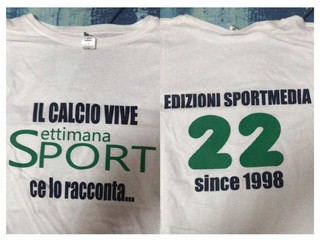 IL CALCIO VIVE
Settimana
SPORT
ce lo racconta...
EDIZIONI SPORTMEDIA
22
since 1998